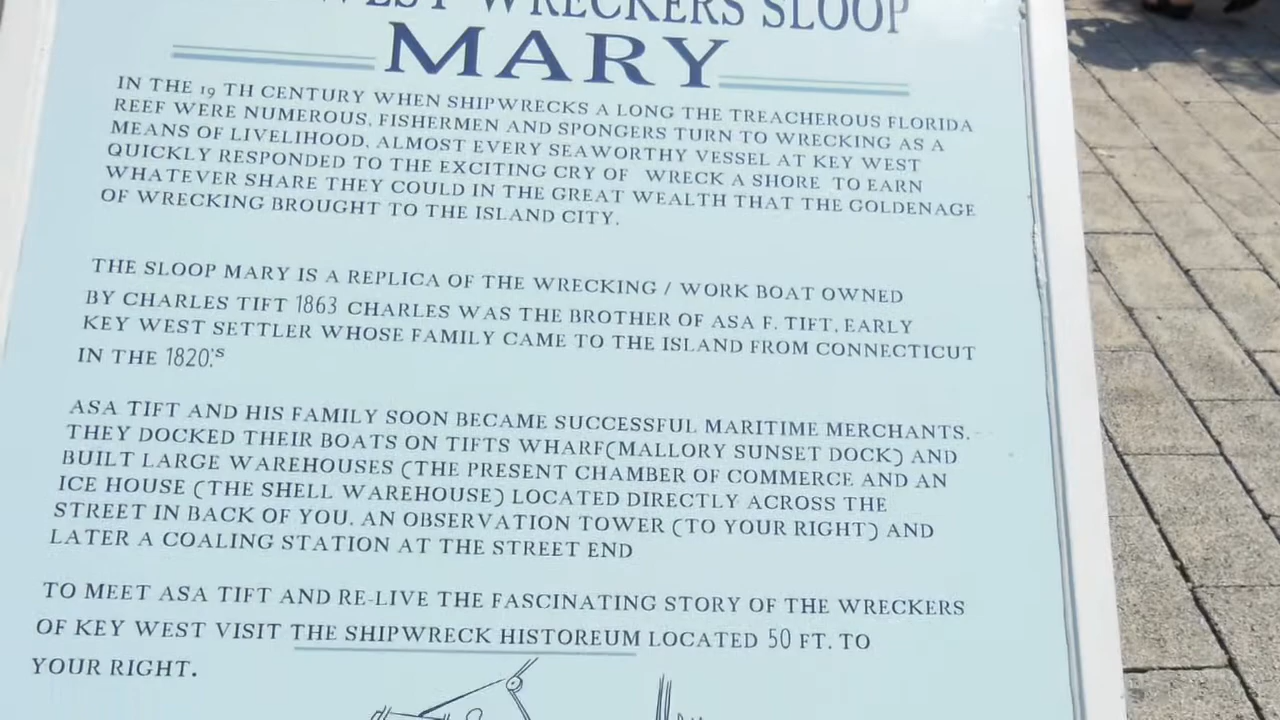 WEST WRECKERS SLOOP
MARY
IN THE 19 TH CENTURY WHEN SHIPWRECKS A LONG THE TREACHEROUS FLORIDA
REEF WERE NUMEROUS, FISHERMEN AND SPONGERS TURN TO WRECKING AS A
MEANS OF LIVELIHOOD. ALMOST EVERY SEAWORTHY VESSEL AT KEY WEST
QUICKLY RESPONDED TO THE EXCITING CRY OF WRECK A SHORE TO EARN
WHATEVER SHARE THEY COULD IN THE GREAT WEALTH THAT THE GOLDENAGE
OF WRECKING BROUGHT TO THE ISLAND CITY.
THE SLOOP MARY IS A REPLICA OF THE WRECKING / WORK BOAT OWNED
BY CHARLES TIFT 1863 CHARLES WAS THE BROTHER OF ASA F. TIFT, EARLY
KEY WEST SETTLER WHOSE FAMILY CAME TO THE ISLAND FROM CONNECTICUT
IN THE 1820.'S
ASA TIFT AND HIS FAMILY SOON BECAME SUCCESSFUL MARITIME MERCHANTS.
THEY DOCKED THEIR BOATS ON TIFTS WHARF(MALLORY SUNSET DOCK) AND
BUILT LARGE WAREHOUSES (THE PRESENT CHAMBER OF COMMERCE AND AN
ICE HOUSE (THE SHELL WAREHOUSE) LOCATED DIRECTLY ACROSS THE
STREET IN BACK OF YOU. AN OBSERVATION TOWER (TO YOUR RIGHT) AND
LATER A COALING STATION AT THE STREET END
TO MEET ASA TIFT AND RE-LIVE THE FASCINATING STORY OF THE WRECKERS
OF KEY WEST VISIT THE SHIPWRECK HISTOREUM LOCATED 50 FT. TO
YOUR RIGHT.